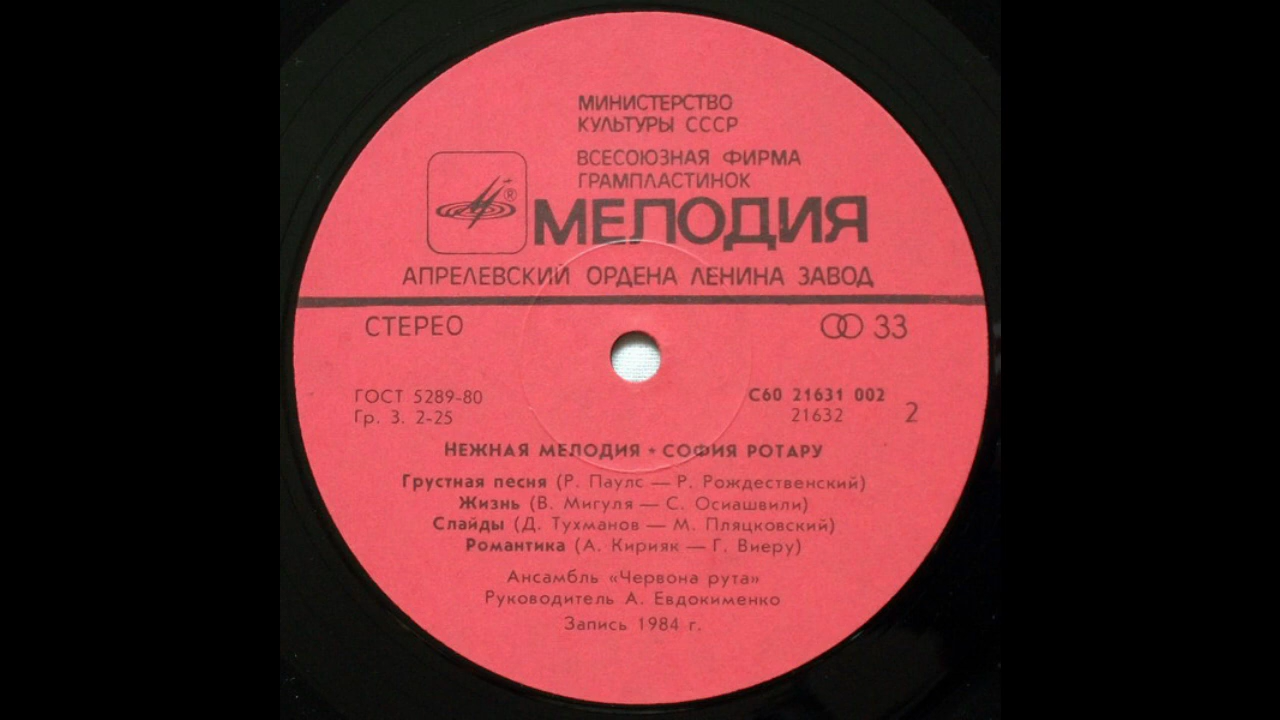 МИНИСТЕРСТВО
КУЛЬТУРЫ СССР
ВСЕСОЮЗНАЯ ФИРМА
ГРАМПЛАСТИНОК
®
МЕЛОДИЯ
АПРЕЛЕВСКИЙ ОРДЕНА ЛЕНИНА ЗАВОД
СТЕРЕО 33
ГОСТ 5289-80 С60 21631 002
Гр. 3. 2-25 21632 2
НЕЖНАЯ МЕЛОДИЯ * СОФИЯ РОТАРУ
Грустная песня (Р. Паулс — Р. Рождественский)
Жизнь (В. Мигуля — С. Осиашвили)
Слайды (Д. Тухманов — М. Пляцковский)
Романтика (А. Кирияк — Г. Виеру)
Ансамбль «Червона рута»
Руководитель А. Евдокименко
Запись 1984 г.